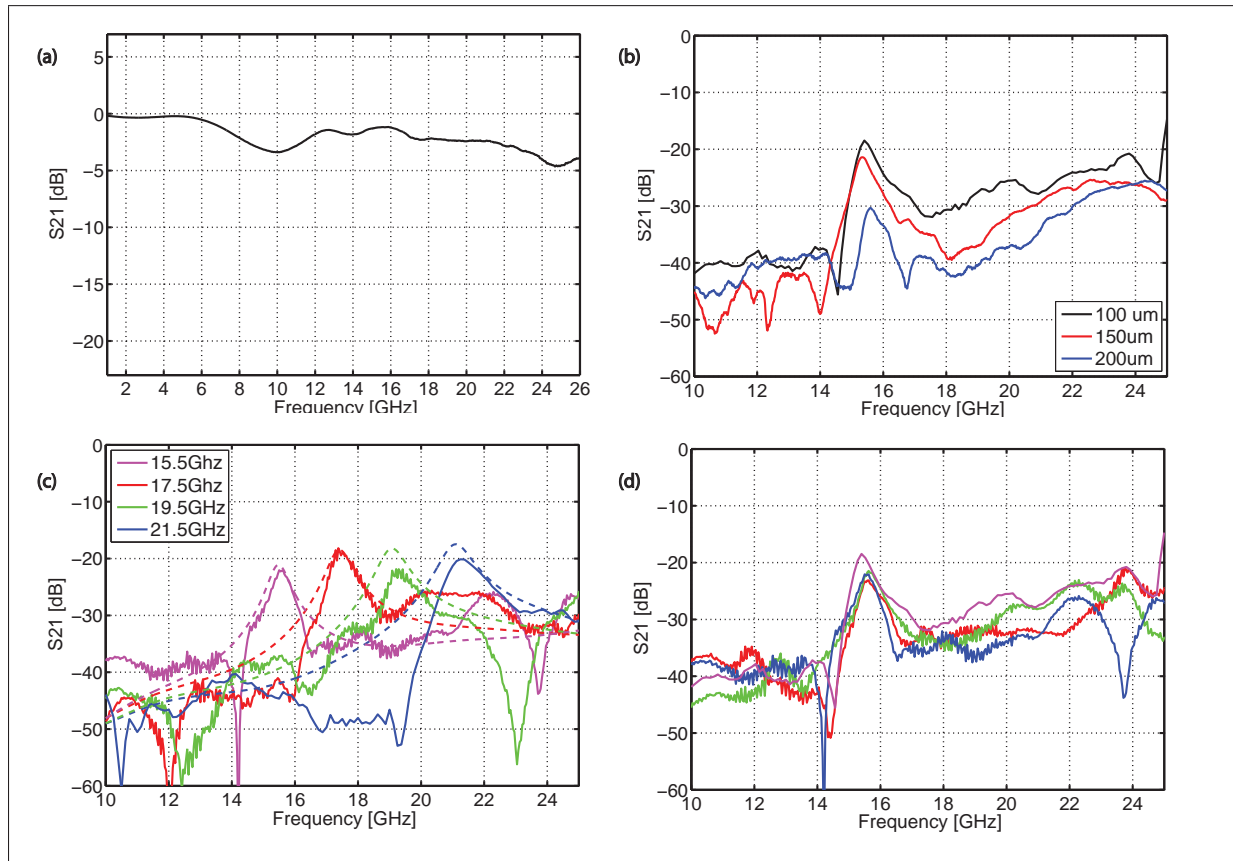 (a)
5
0
−5
−10
−15
−20
S21 [dB]
2 4 6 8 10 12 14 16 18 20 22 24 26
Frequency [GHz]
(b)
0
−10
−20
−30
−40
−50
−60
S21 [dB]
10 12 14 16 18 20 22 24
Frequency [GHz]
100 um
150um
200um
(c)
0
−10
−20
−30
−40
−50
−60
S21 [dB]
10 12 14 16 18 20 22 24
Frequency [GHz]
15.5Ghz
17.5Ghz
19.5Ghz
21.5GHz
(d)
0
−10
−20
−30
−40
−50
−60
S21 [dB]
10 12 14 16 18 20 22 24
Frequency [GHz]